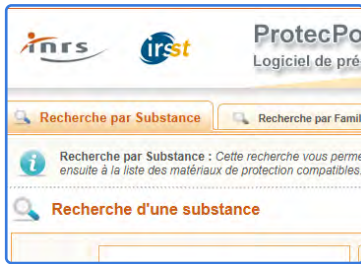 inrs irsst ProtecPo
Logiciel de pré
Recherche par Substance Recherche par Famil
Recherche par Substance : Cette recherche vous perme
ensuite à la liste des matériaux de protection compatibles.
Recherche d'une substance